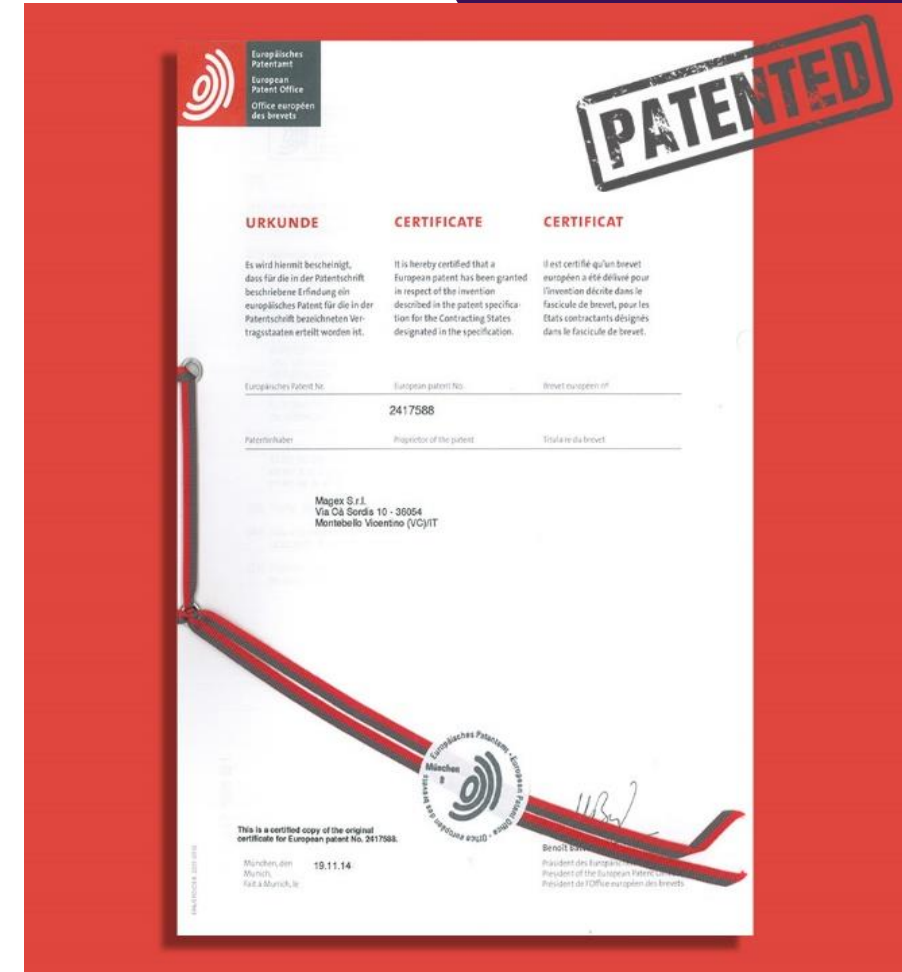 Europäisches
Patentamt
European
Patent Office
Office européen
des brevets
PATENTED
URKUNDE
Es wird hiermit bescheinigt,
dass für die in der Patentschrift
beschriebene Erfindung ein
europäisches Patent für die in der
Patentschrift bezeichneten Ver-
tragsstaaten erteilt worden ist.
CERTIFICATE
It is hereby certified that a
European patent has been granted
in respect of the invention
described in the patent specifica-
tion for the Contracting States
designated in the specification.
CERTIFICAT
Il est certifié qu'un brevet
européen a été délivré pour
l'invention décrite dans le
fascicule de brevet, pour les
Etats contractants désignés
dans le fascicule de brevet.
Europäisches Patent Nr.
European patent No.
Brevet européen n°
2417588
Patentinhaber
Proprietor of the patent
Titulaire du brevet
Magex S.r.l.
Via Cà Sordis 10 - 36054
Montebello Vicentino (VC)/IT
Europäisches Patentamt · European Patent Office · Office européen des brevets
München
This is a certified copy of the original
certificate for European patent No. 2417588.
München, den
Munich,
Fait à Munich, le
19.11.14
Benoît
Präsident des
President of the European Patent
Président de l'Office européen des brevets